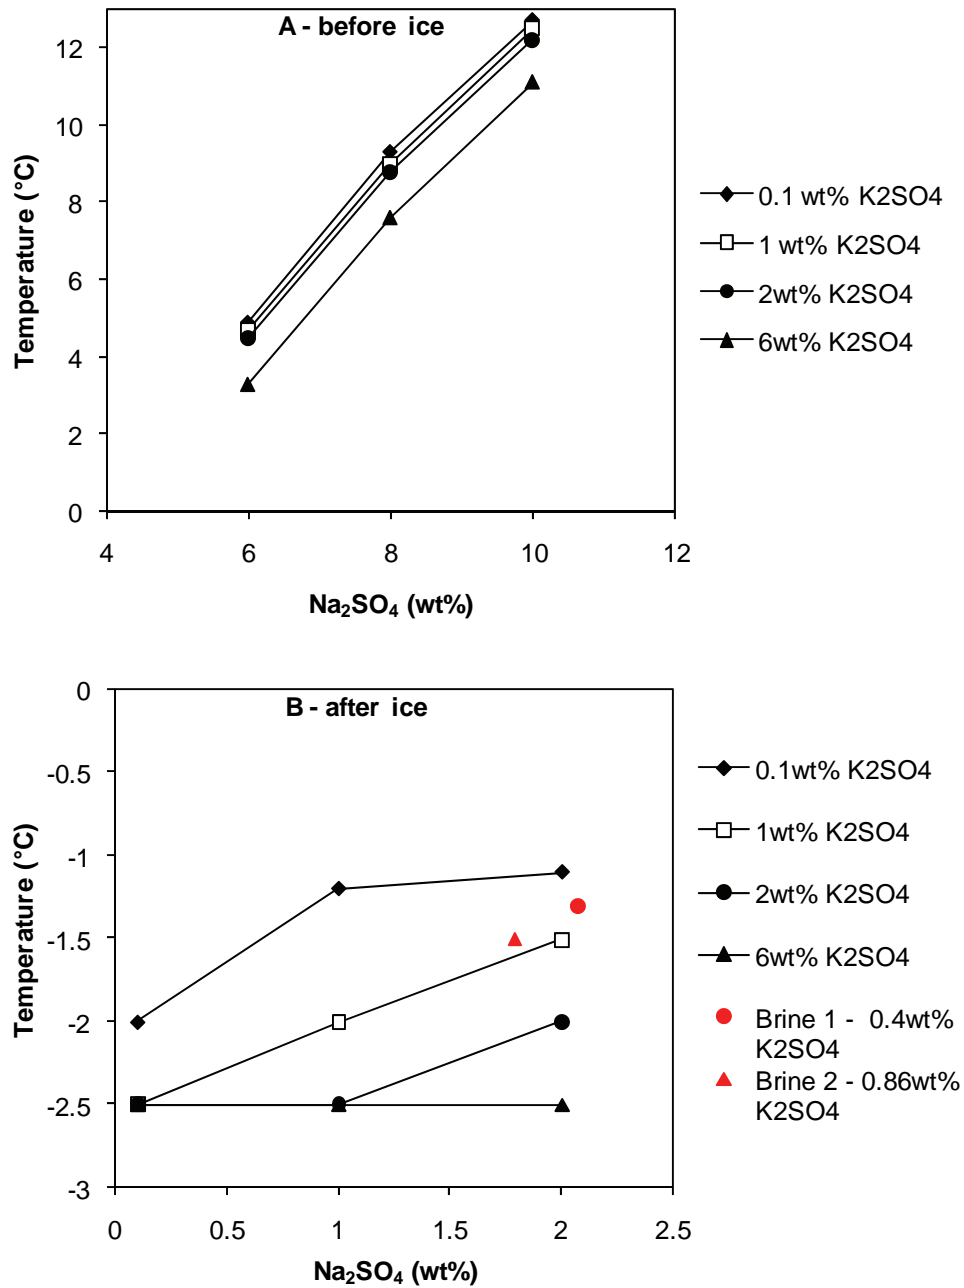 A - before ice
12
10
8
6
4
2
0
Temperature (°C)
4
6
8
10
12
Na₂SO₄ (wt%)
0.1 wt% K2SO4
1 wt% K2SO4
2wt% K2SO4
6wt% K2SO4
B - after ice
0
-0.5
-1
-1.5
-2
-2.5
-3
Temperature (°C)
0
0.5
1
1.5
2
2.5
Na₂SO₄ (wt%)
0.1wt% K2SO4
1wt% K2SO4
2wt% K2SO4
6wt% K2SO4
Brine 1 - 0.4wt%
K2SO4
Brine 2 - 0.86wt%
K2SO4